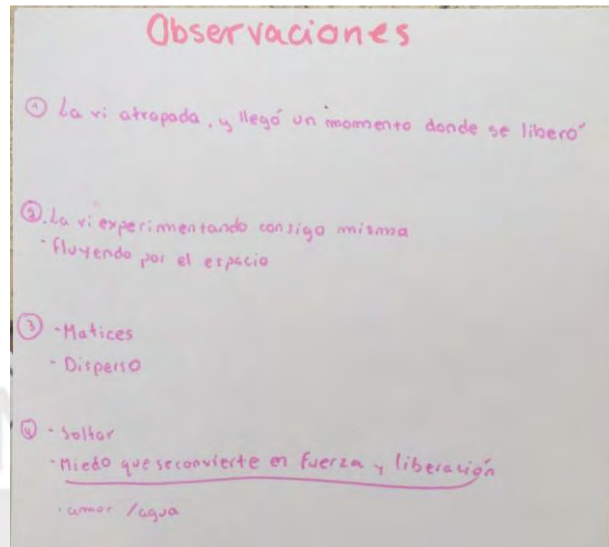 Observaciones
① La vi atrapada, y llegó un momento donde se liberó
②. La vi experimentando consigo misma
- Fluyendo por el espacio
③ - Matices
- Disperso
④ - Soltar
- Miedo que se convierte en fuerza y liberación
- amor / agua